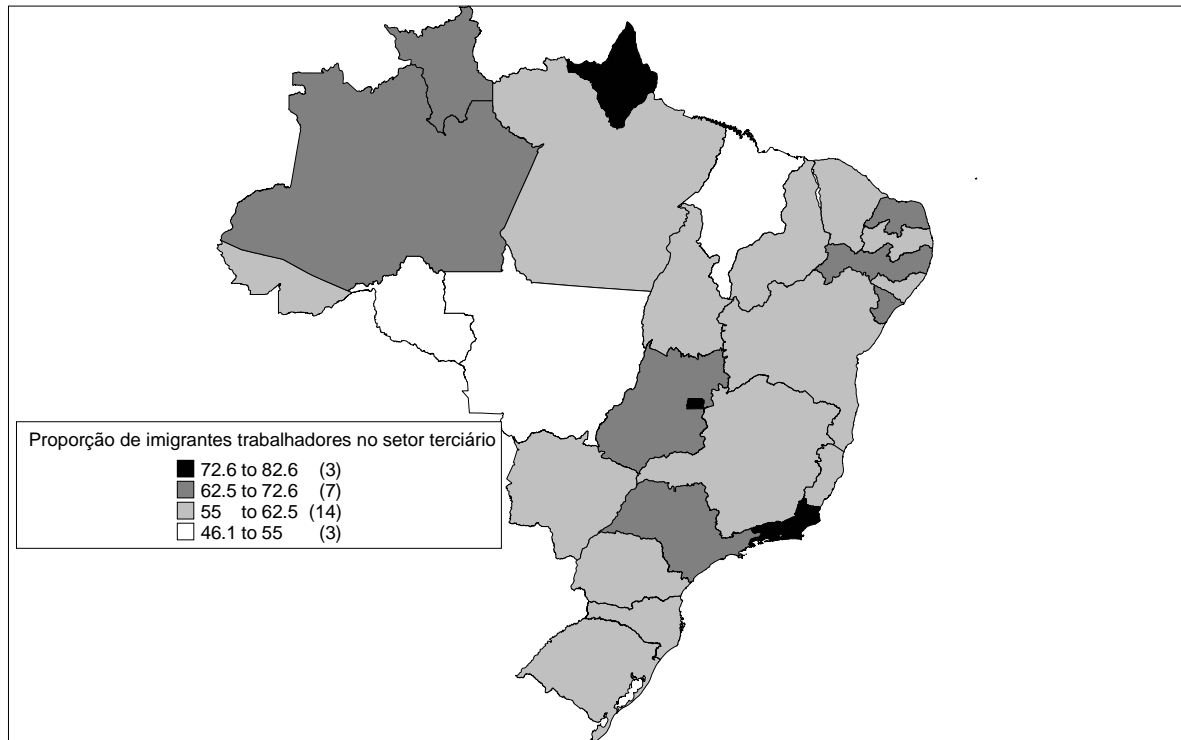 Proporção de imigrantes trabalhadores no setor terciário
72.6 to 82.6 (3)
62.5 to 72.6 (7)
55 to 62.5 (14)
46.1 to 55 (3)